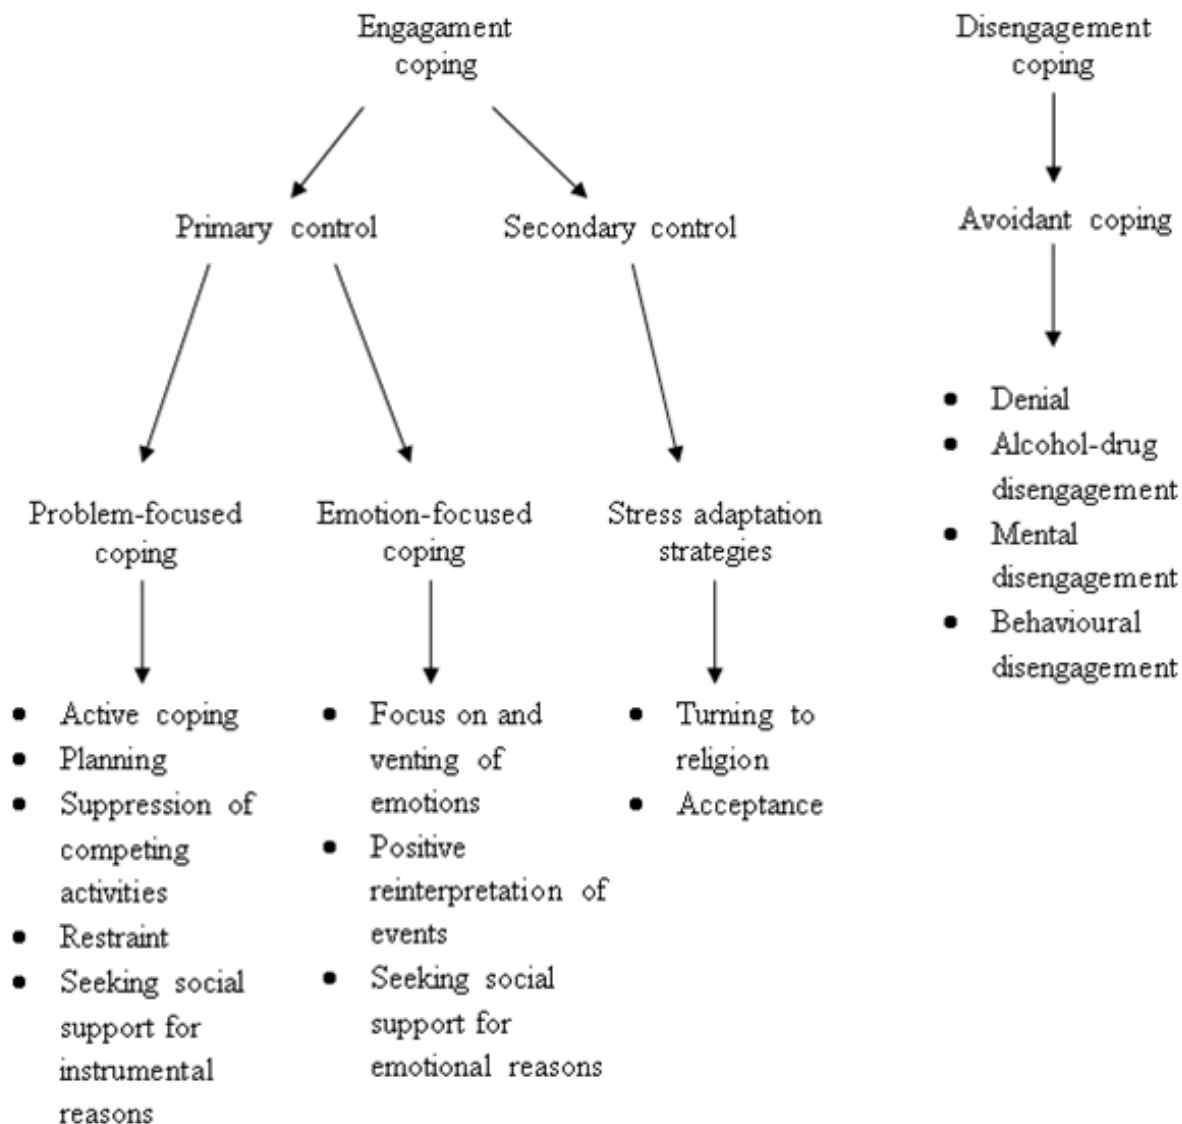 Engagament
coping
Disengagement
coping
Primary control
Secondary control
Avoidant coping
Problem-focused
coping
Emotion-focused
coping
Stress adaptation
strategies
• Denial
• Alcohol-drug
disengagement
• Mental
disengagement
• Behavioural
disengagement
• Active coping
• Planning
• Suppression of
competing
activities
• Restraint
• Seeking social
support for
instrumental
reasons
• Focus on and
venting of
emotions
• Positive
reinterpretation of
events
• Seeking social
support for
emotional reasons
• Turning to
religion
• Acceptance